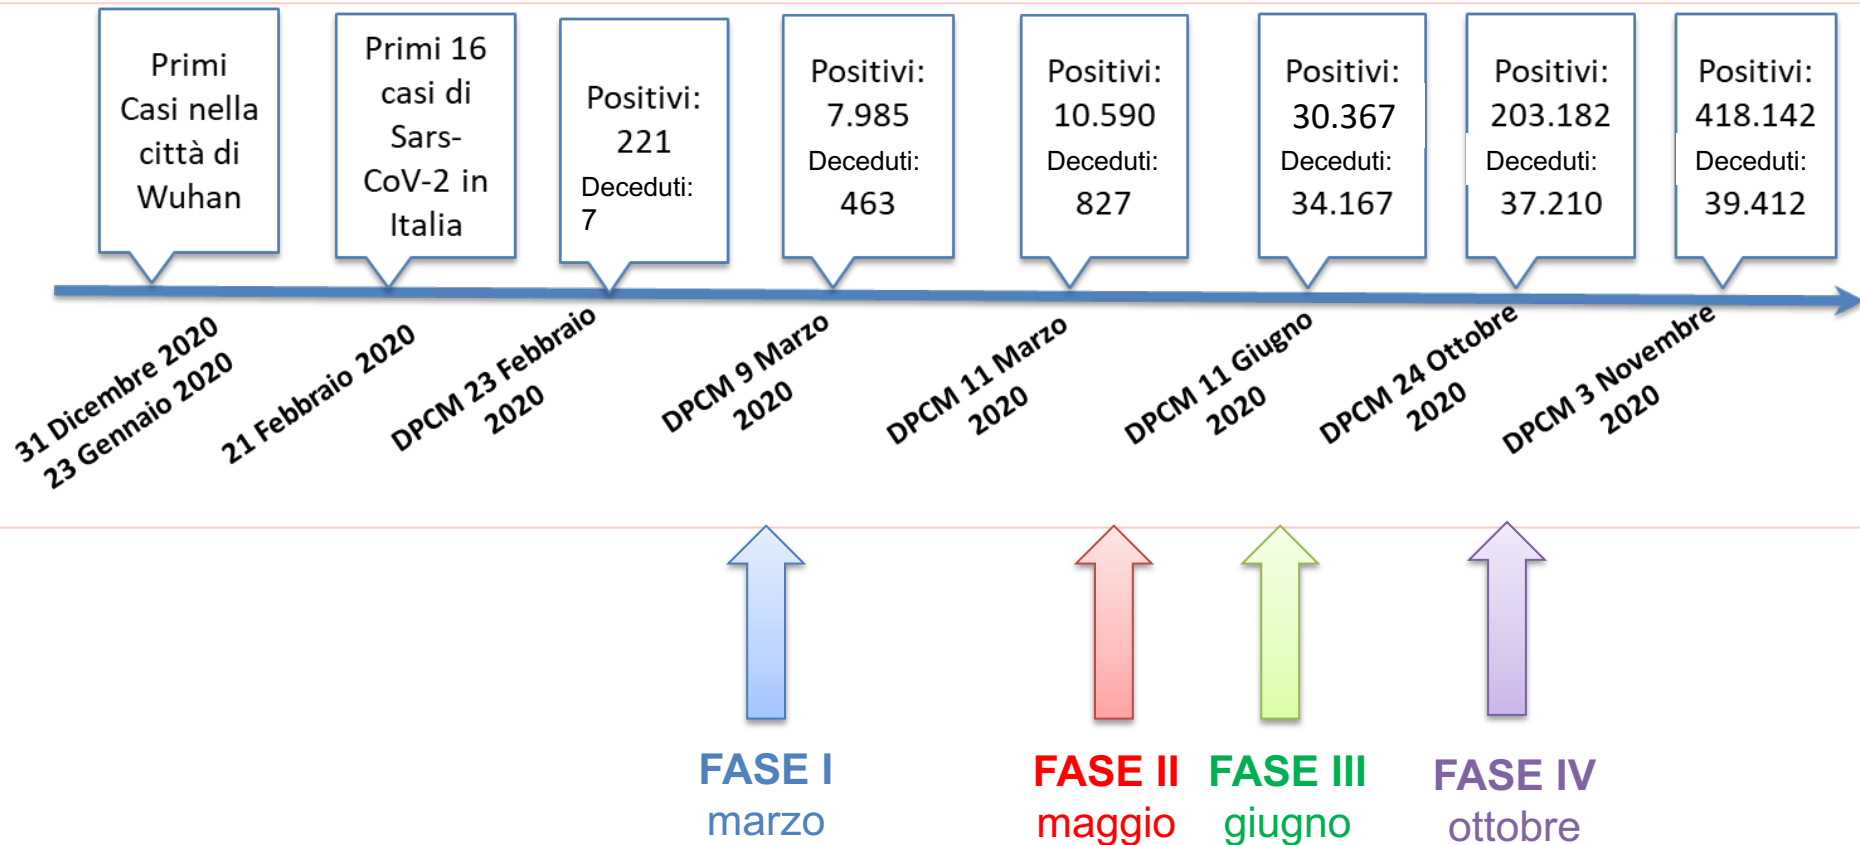 Primi
Casi nella
città di
Wuhan
Primi 16
casi di
Sars-
CoV-2 in
Italia
Positivi:
221
Deceduti:
7
Positivi:
7.985
Deceduti:
463
Positivi:
10.590
Deceduti:
827
Positivi:
30.367
Deceduti:
34.167
Positivi:
203.182
Deceduti:
37.210
Positivi:
418.142
Deceduti:
39.412
31 Dicembre 2020
23 Gennaio 2020
21 Febbraio 2020
DPCM 23 Febbraio
2020
DPCM 9 Marzo
2020
DPCM 11 Marzo
2020
DPCM 11 Giugno
2020
DPCM 24 Ottobre
2020
DPCM 3 Novembre
2020
FASE I
marzo
FASE II
maggio
FASE III
giugno
FASE IV
ottobre